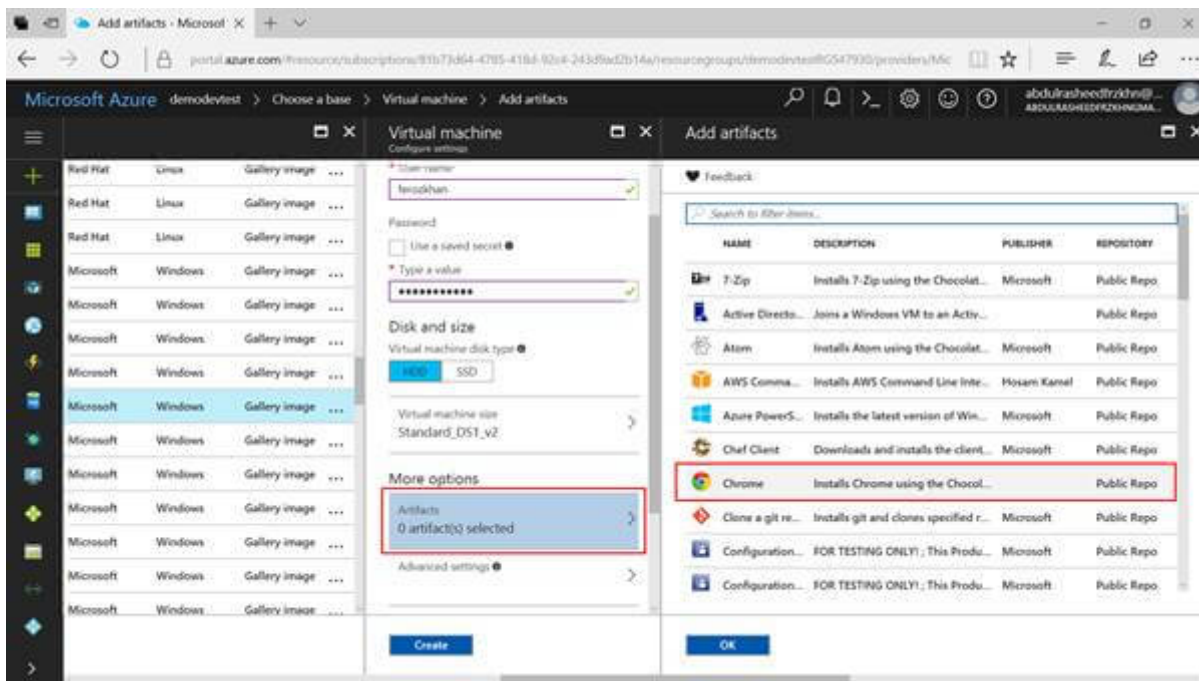 Add artifacts - Microsof
Microsoft Azure demodevtest > Choose a base > Virtual machine > Add artifacts
abdulrasheedfrzkhn@...
Red Hat Linux Gallery image ...
Red Hat Linux Gallery image ...
Red Hat Linux Gallery image ...
Microsoft Windows Gallery image ...
Microsoft Windows Gallery image ...
Microsoft Windows Gallery image ...
Microsoft Windows Gallery image ...
Microsoft Windows Gallery image ...
Microsoft Windows Gallery image ...
Microsoft Windows Gallery image ...
Microsoft Windows Gallery image ...
Microsoft Windows Gallery image ...
Microsoft Windows Gallery image ...
Microsoft Windows Gallery image ...
Virtual machine
Configure settings
* User name
ferozkhan
Password
Use a saved secret
* Type a value
Disk and size
Virtual machine disk type
HDD SSD
Virtual machine size
Standard_DS1_v2
More options
Artifacts
0 artifact(s) selected
Advanced settings
Create
Add artifacts
Feedback
Search to filter items...
NAME DESCRIPTION PUBLISHER REPOSITORY
7-Zip Installs 7-Zip using the Chocolat... Microsoft Public Repo
Active Directo... Joins a Windows VM to an Activ... Public Repo
Atom Installs Atom using the Chocolat... Microsoft Public Repo
AWS Comma... Installs AWS Command Line Inte... Hosam Kamel Public Repo
Azure PowerS... Installs the latest version of Win... Microsoft Public Repo
Chef Client Downloads and installs the client... Microsoft Public Repo
Chrome Installs Chrome using the Chocol... Public Repo
Clone a git re... Installs git and clones specified r... Microsoft Public Repo
Configuration... FOR TESTING ONLY! ; This Produ... Microsoft Public Repo
Configuration... FOR TESTING ONLY! ; This Produ... Microsoft Public Repo
OK